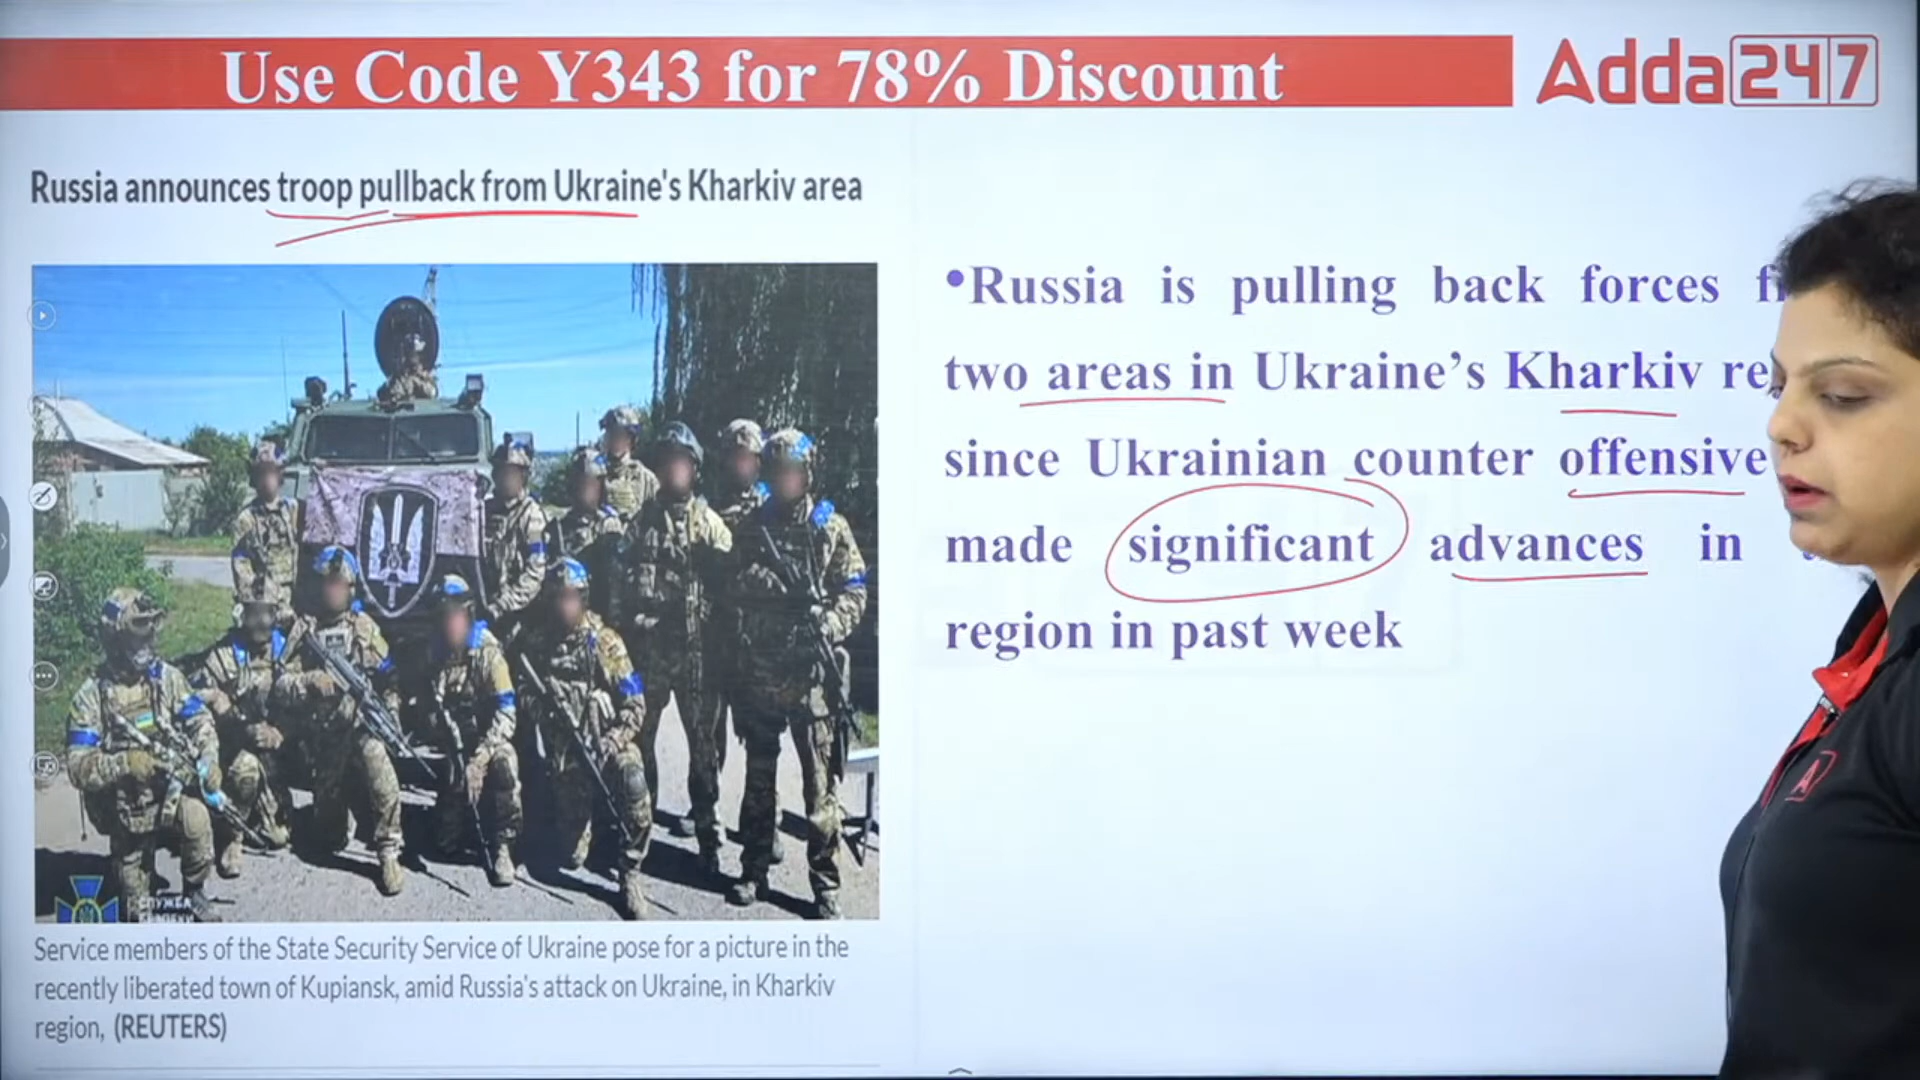 Use Code Y343 for 78% Discount
Adda247
Russia announces troop pullback from Ukraine's Kharkiv area
•Russia is pulling back forces
two areas in Ukraine’s Kharkiv
since Ukrainian counter offensive
made significant advances in
region in past week
СЛУЖБА
Service members of the State Security Service of Ukraine pose for a picture in the
recently liberated town of Kupiansk, amid Russia's attack on Ukraine, in Kharkiv
region, (REUTERS)